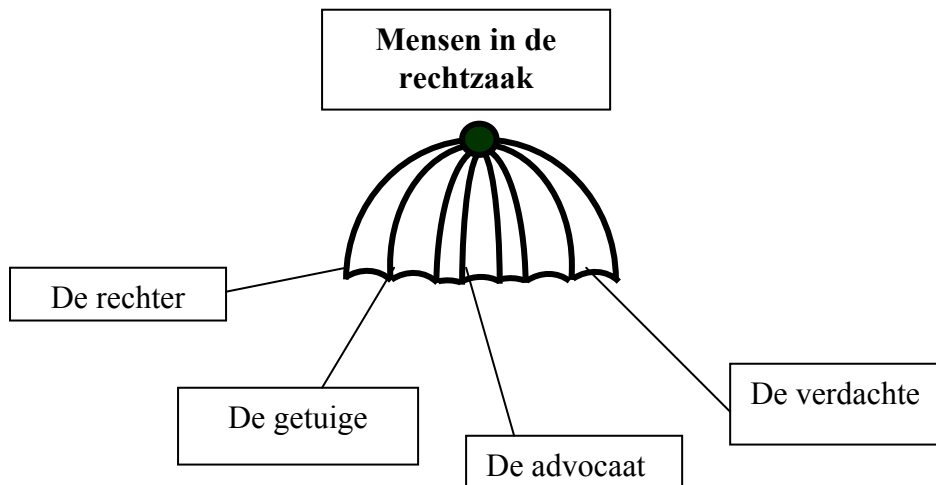 Mensen in de
rechtzaak
De rechter
De getuige
De advocaat
De verdachte